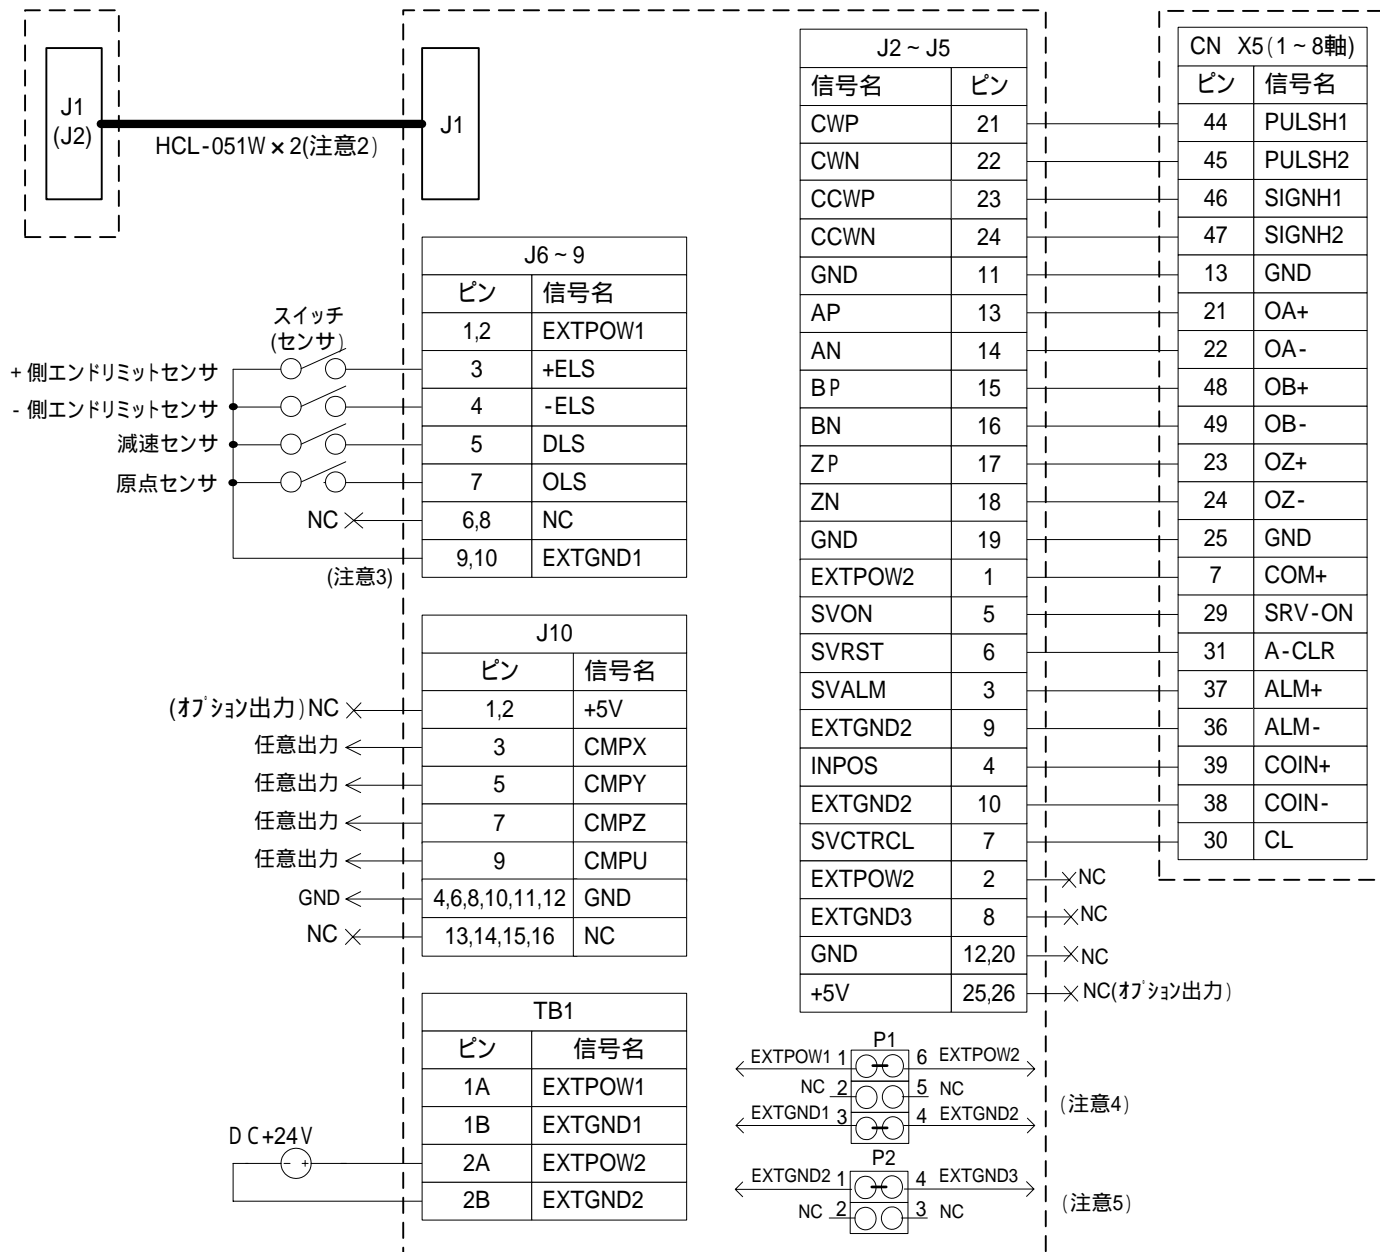 J1
(J2)
HCL-051W×2(注意2)
J1
J6~9
ピン 信号名
1,2 EXTPOW1
3 +ELS
4 -ELS
5 DLS
7 OLS
6,8 NC
9,10 EXTGND1
スイッチ
(センサ)
+側エンドリミットセンサ
-側エンドリミットセンサ
減速センサ
原点センサ
NC
(注意3)
J10
ピン 信号名
1,2 +5V
3 CMPX
5 CMPY
7 CMPZ
9 CMPU
4,6,8,10,11,12 GND
13,14,15,16 NC
(オプション出力)NC
任意出力
任意出力
任意出力
任意出力
GND
NC
TB1
ピン 信号名
1A EXTPOW1
1B EXTGND1
2A EXTPOW2
2B EXTGND2
DC+24V
- +
J2~J5
信号名 ピン
CWP 21
CWN 22
CCWP 23
CCWN 24
GND 11
AP 13
AN 14
BP 15
BN 16
ZP 17
ZN 18
GND 19
EXTPOW2 1
SVON 5
SVRST 6
SVALM 3
EXTGND2 9
INPOS 4
EXTGND2 10
SVCTRCL 7
EXTPOW2 2 NC
EXTGND3 8 NC
GND 12,20 NC
+5V 25,26 NC(オプション出力)
CN X5(1~8軸)
ピン 信号名
44 PULSH1
45 PULSH2
46 SIGNH1
47 SIGNH2
13 GND
21 OA+
22 OA-
48 OB+
49 OB-
23 OZ+
24 OZ-
25 GND
7 COM+
29 SRV-ON
31 A-CLR
37 ALM+
36 ALM-
39 COIN+
38 COIN-
30 CL
P1
EXTPOW1 1 6 EXTPOW2
NC 2 5 NC
EXTGND1 3 4 EXTGND2
(注意4)
P2
EXTGND2 1 4 EXTGND3
NC 2 3 NC
(注意5)